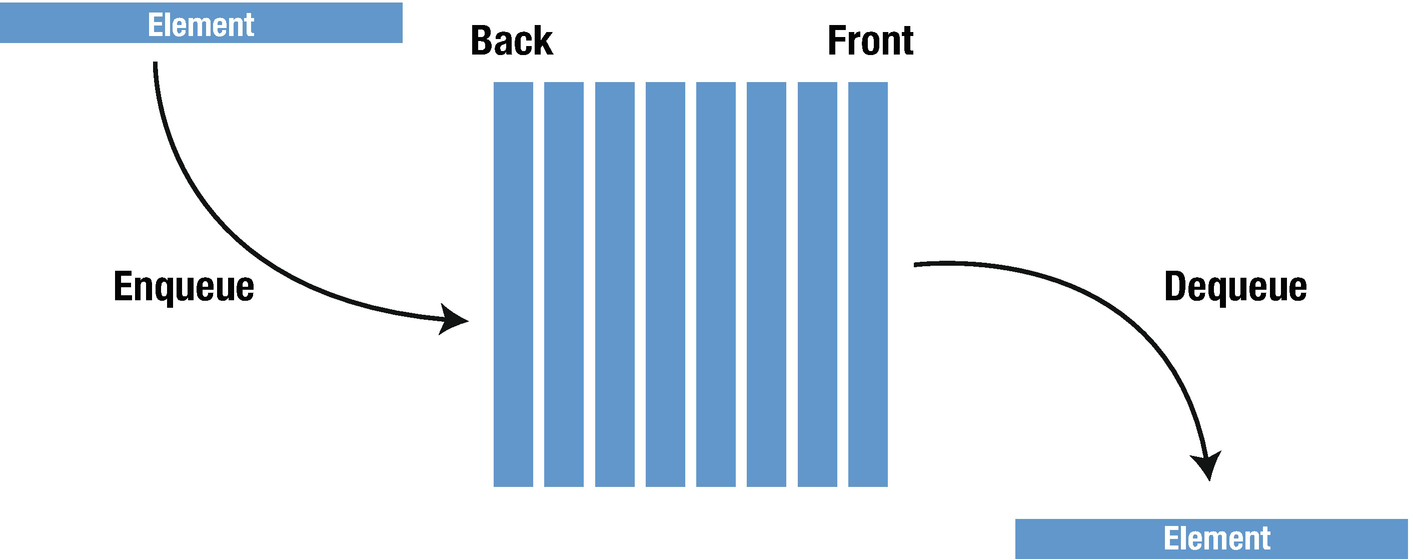 Element
Back
Front
Enqueue
Dequeue
Element